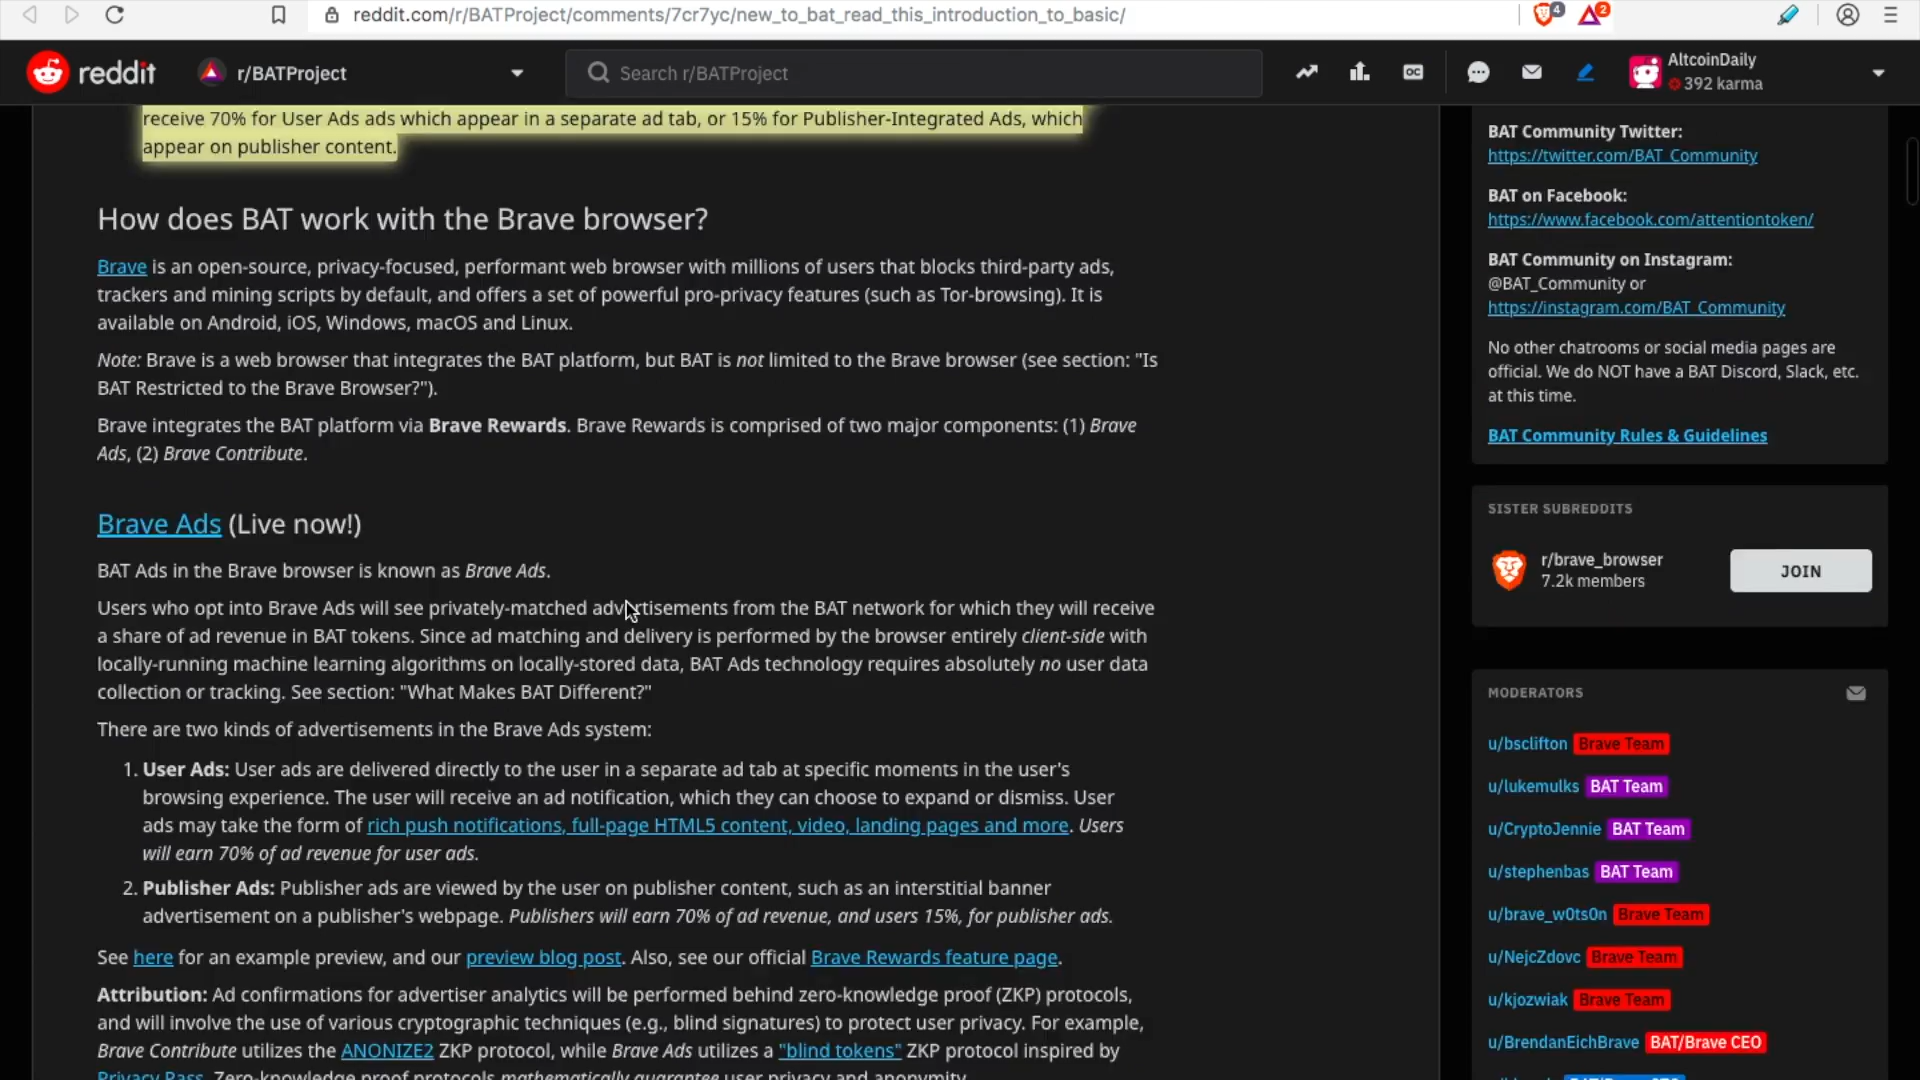 reddit.com/r/BATProject/comments/7cr7yc/new_to_bat_read_this_introduction_to_basic/
4
2
reddit
r/BATProject
Search r/BATProject
AltcoinDaily
392 karma
receive 70% for User Ads ads which appear in a separate ad tab, or 15% for Publisher-Integrated Ads, which
appear on publisher content.
How does BAT work with the Brave browser?
Brave is an open-source, privacy-focused, performant web browser with millions of users that blocks third-party ads,
trackers and mining scripts by default, and offers a set of powerful pro-privacy features (such as Tor-browsing). It is
available on Android, iOS, Windows, macOS and Linux.
Note: Brave is a web browser that integrates the BAT platform, but BAT is not limited to the Brave browser (see section: "Is
BAT Restricted to the Brave Browser?").
Brave integrates the BAT platform via Brave Rewards. Brave Rewards is comprised of two major components: (1) Brave
Ads, (2) Brave Contribute.
Brave Ads (Live now!)
BAT Ads in the Brave browser is known as Brave Ads.
Users who opt into Brave Ads will see privately-matched advertisements from the BAT network for which they will receive
a share of ad revenue in BAT tokens. Since ad matching and delivery is performed by the browser entirely client-side with
locally-running machine learning algorithms on locally-stored data, BAT Ads technology requires absolutely no user data
collection or tracking. See section: "What Makes BAT Different?"
There are two kinds of advertisements in the Brave Ads system:
1. User Ads: User ads are delivered directly to the user in a separate ad tab at specific moments in the user's
browsing experience. The user will receive an ad notification, which they can choose to expand or dismiss. User
ads may take the form of rich push notifications, full-page HTML5 content, video, landing pages and more. Users
will earn 70% of ad revenue for user ads.
2. Publisher Ads: Publisher ads are viewed by the user on publisher content, such as an interstitial banner
advertisement on a publisher's webpage. Publishers will earn 70% of ad revenue, and users 15%, for publisher ads.
See here for an example preview, and our preview blog post. Also, see our official Brave Rewards feature page.
Attribution: Ad confirmations for advertiser analytics will be performed behind zero-knowledge proof (ZKP) protocols,
and will involve the use of various cryptographic techniques (e.g., blind signatures) to protect user privacy. For example,
Brave Contribute utilizes the ANONIZE2 ZKP protocol, while Brave Ads utilizes a "blind tokens" ZKP protocol inspired by
Privacy Pass. Zero-knowledge proof protocols mathematically guarantee user privacy and anonymity.
BAT Community Twitter:
https://twitter.com/BAT_Community
BAT on Facebook:
https://www.facebook.com/attentiontoken/
BAT Community on Instagram:
@BAT_Community or
https://instagram.com/BAT_Community
No other chatrooms or social media pages are
official. We do NOT have a BAT Discord, Slack, etc.
at this time.
BAT Community Rules & Guidelines
SISTER SUBREDDITS
r/brave_browser
7.2k members
JOIN
MODERATORS
u/bsclifton Brave Team
u/lukemulks BAT Team
u/CryptoJennie BAT Team
u/stephenbas BAT Team
u/brave_w0ts0n Brave Team
u/NejcZdovc Brave Team
u/kjozwiak Brave Team
u/BrendanEichBrave BAT/Brave CEO